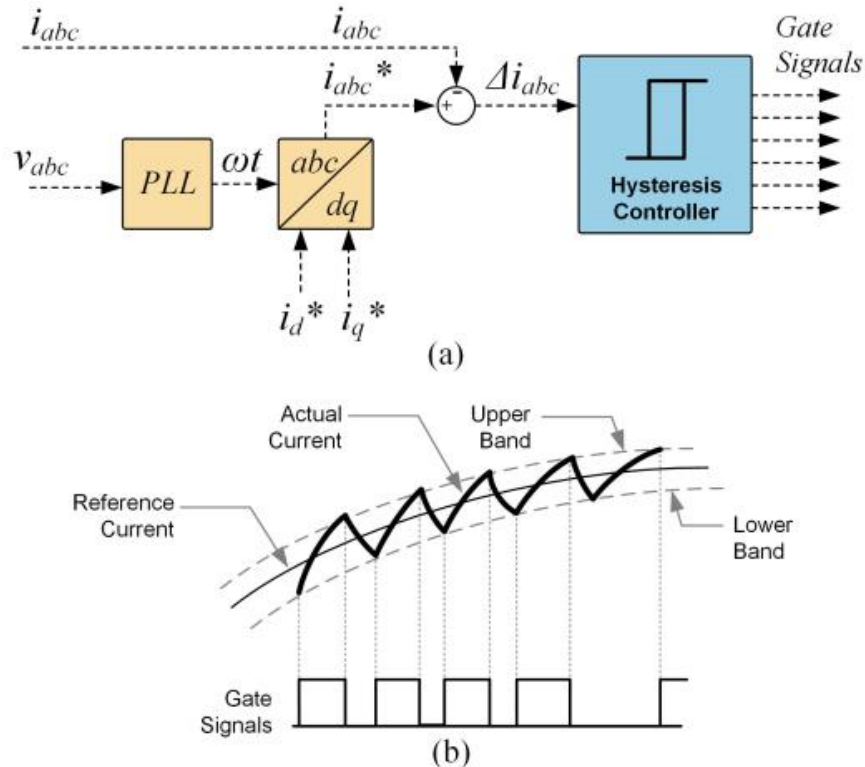 i_abc
i_abc
Gate
Signals
i_abc*
Δi_abc
+
-
v_abc
PLL
ωt
abc
dq
Hysteresis
Controller
i_d*
i_q*
(a)
Actual
Current
Upper
Band
Reference
Current
Lower
Band
Gate
Signals
(b)